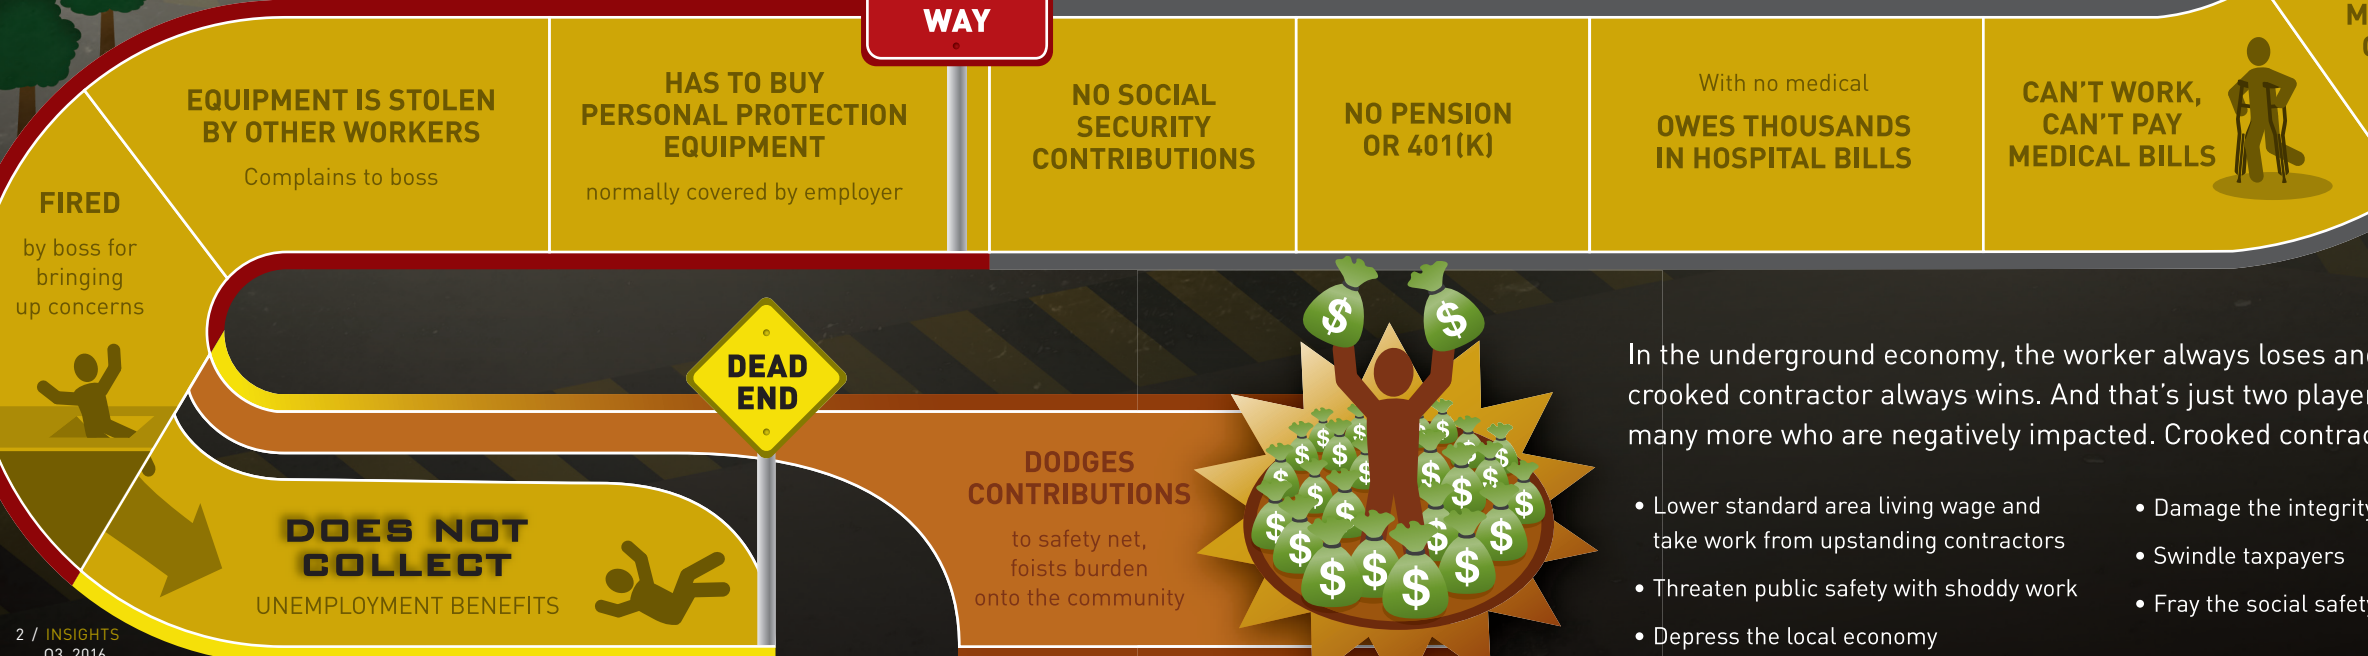 WAY
EQUIPMENT IS STOLEN
BY OTHER WORKERS
Complains to boss
HAS TO BUY
PERSONAL PROTECTION
EQUIPMENT
normally covered by employer
NO SOCIAL
SECURITY
CONTRIBUTIONS
NO PENSION
OR 401(K)
With no medical
OWES THOUSANDS
IN HOSPITAL BILLS
CAN'T WORK,
CAN'T PAY
MEDICAL BILLS
FIRED
by boss for
bringing
up concerns
DEAD
END
DOES NOT
COLLECT
UNEMPLOYMENT BENEFITS
DODGES
CONTRIBUTIONS
to safety net,
foists burden
onto the community
In the underground economy, the worker always loses
crooked contractor always wins. And that's just two
many more who are negatively impacted. Crooked
• Lower standard area living wage and
take work from upstanding contractors
• Threaten public safety with shoddy work
• Depress the local economy
• Damage the integrity
• Swindle taxpayers
• Fray the social safety
2 / INSIGHTS
Q3 2016